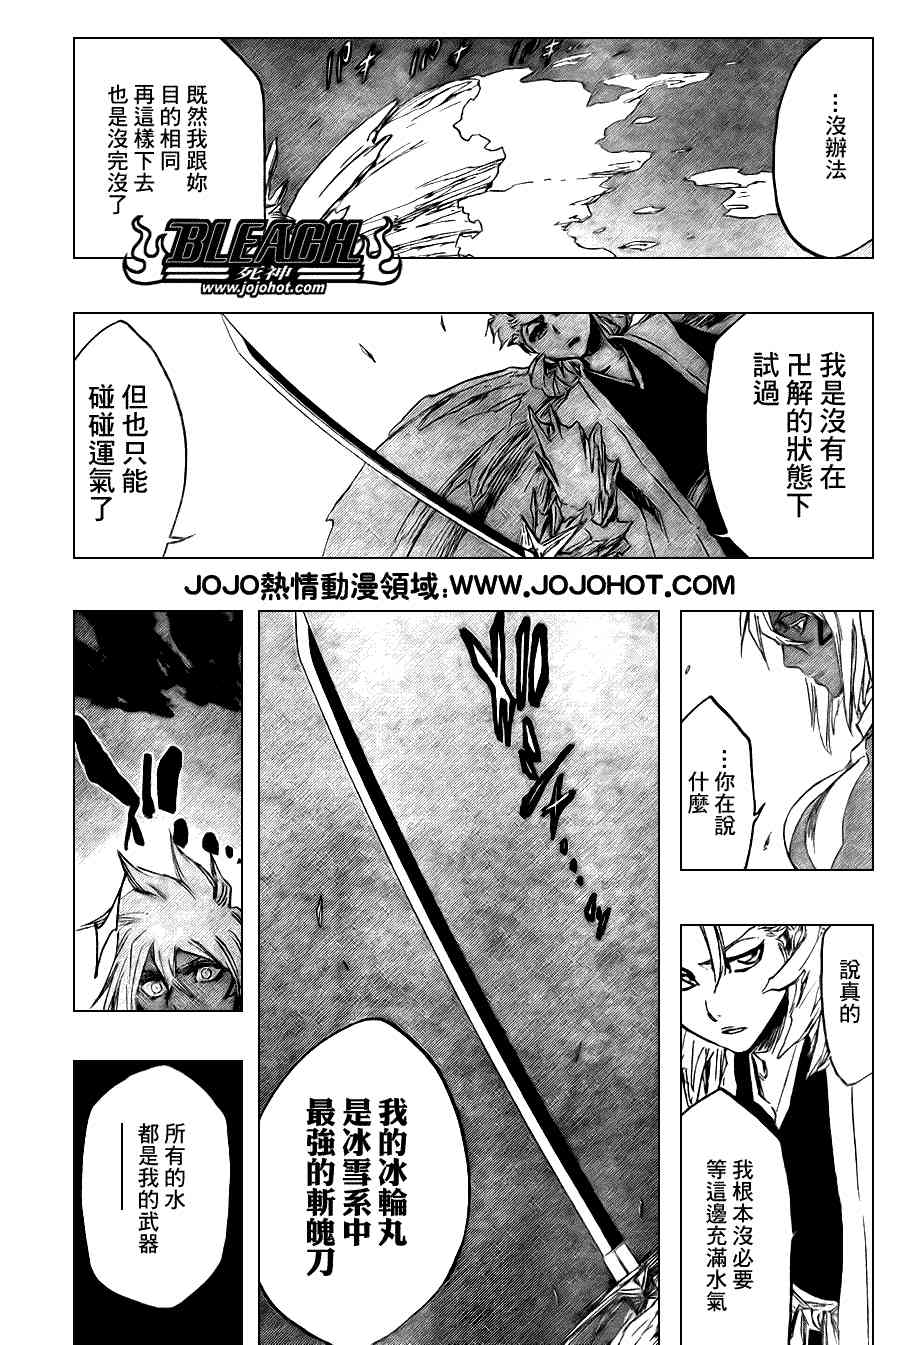 …沒辦法
既然我跟妳
目的相同
再這樣下去
也是沒完沒了
BLEACH
死神
www.jojohot.com
我是沒有在
卍解的狀態下
試過
但也只能
碰碰運氣了
JOJO熱情動漫領域:WWW.JOJOHOT.COM
…你在說
什麼
說真的
我根本沒必要
等這邊充滿水氣
我的冰輪丸
是冰雪系中
最強的斬魄刀
所有的水
都是我的武器
——